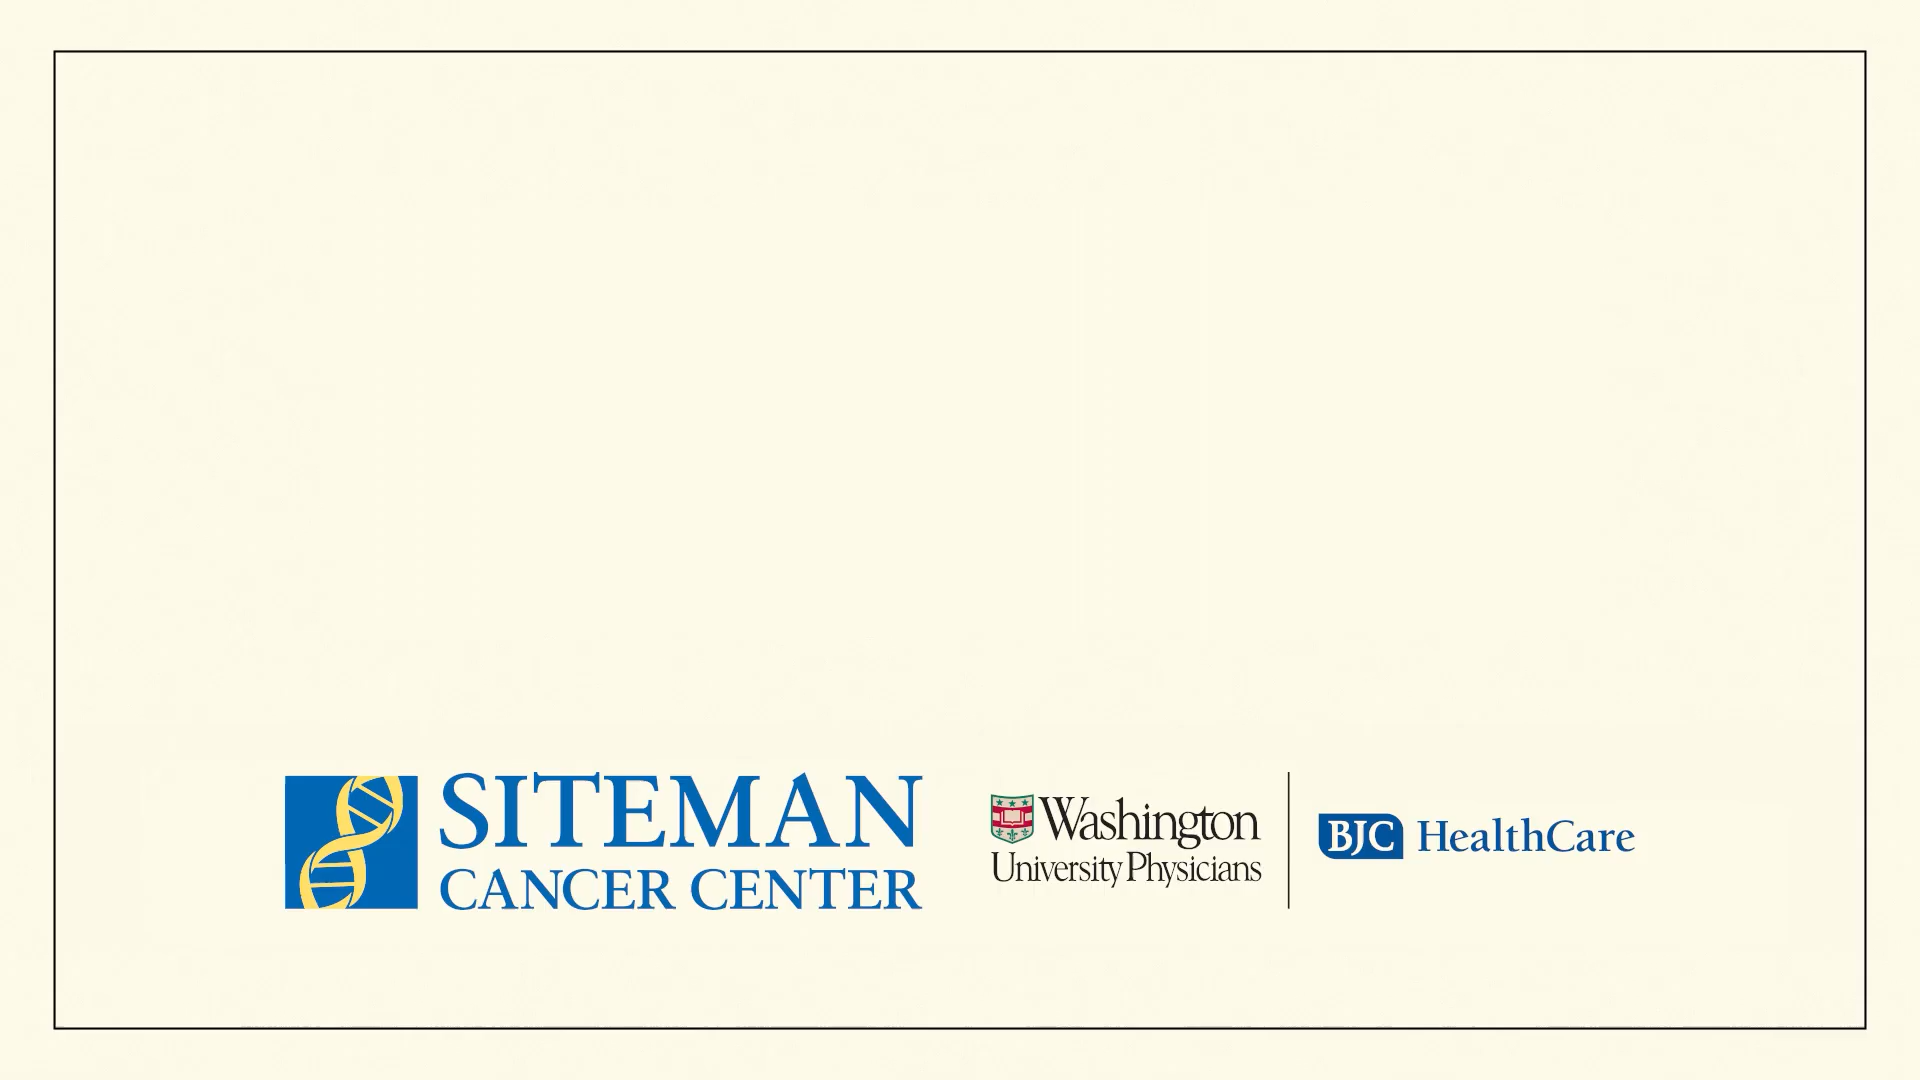 SITEMAN
CANCER CENTER
Washington
University Physicians
BJC HealthCare